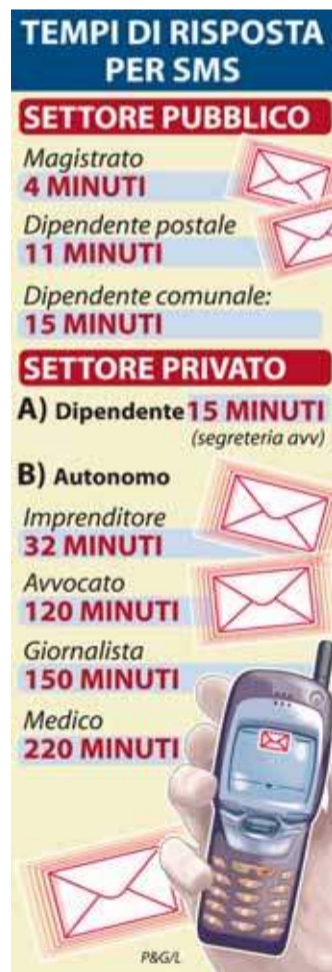 TEMPI DI RISPOSTA
PER SMS
SETTORE PUBBLICO
Magistrato
4 MINUTI
Dipendente postale
11 MINUTI
Dipendente comunale:
15 MINUTI
SETTORE PRIVATO
A) Dipendente 15 MINUTI
(segreteria avv)
B) Autonomo
Imprenditore
32 MINUTI
Avvocato
120 MINUTI
Giornalista
150 MINUTI
Medico
220 MINUTI
P&G/L